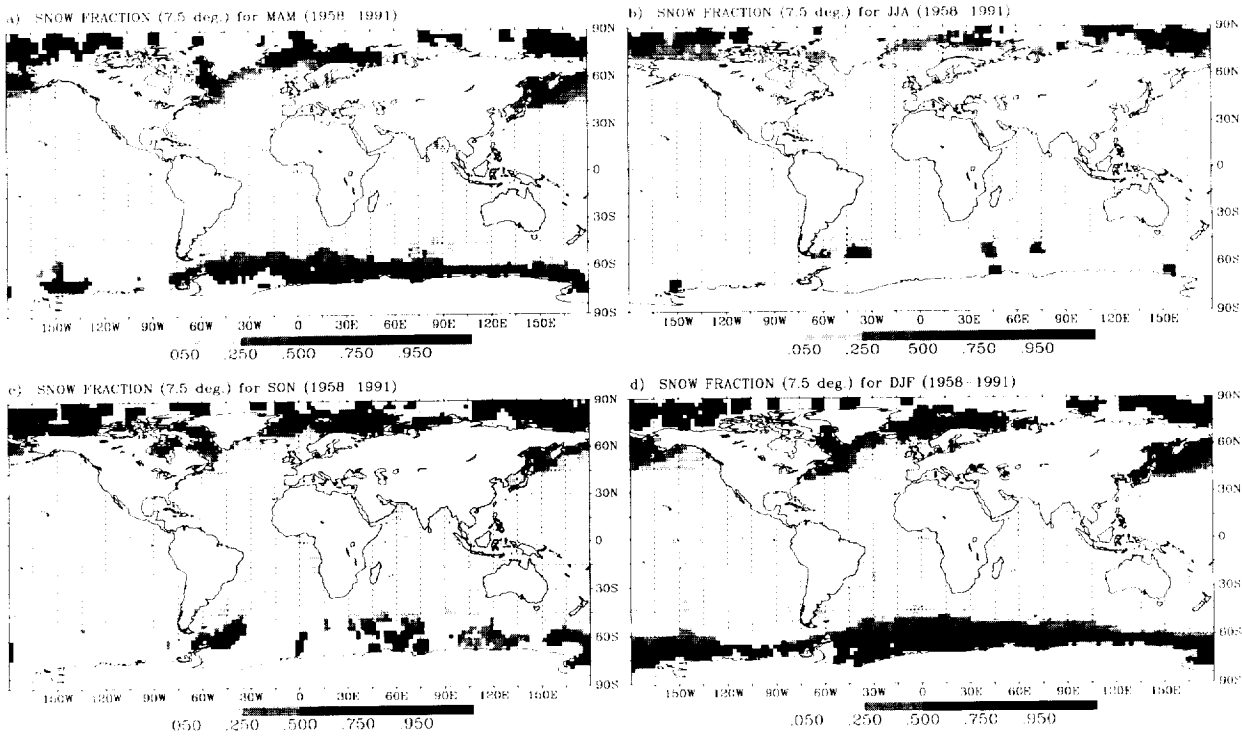 a) SNOW FRACTION (7.5 deg.) for MAM (1958-1991)
90N
60N
30N
0
30S
60S
90S
150W 120W 90W 60W 30W 0 30E 60E 90E 120E 150E
.050 .250 .500 .750 .950
b) SNOW FRACTION (7.5 deg.) for JJA (1958-1991)
90N
60N
30N
0
30S
60S
90S
150W 120W 90W 60W 30W 0 30E 60E 90E 120E 150E
.050 .250 .500 .750 .950
c) SNOW FRACTION (7.5 deg.) for SON (1958-1991)
90N
60N
30N
0
30S
60S
90S
150W 120W 90W 60W 30W 0 30E 60E 90E 120E 150E
.050 .250 .500 .750 .950
d) SNOW FRACTION (7.5 deg.) for DJF (1958-1991)
90N
60N
30N
0
30S
60S
90S
150W 120W 90W 60W 30W 0 30E 60E 90E 120E 150E
.050 .250 .500 .750 .950